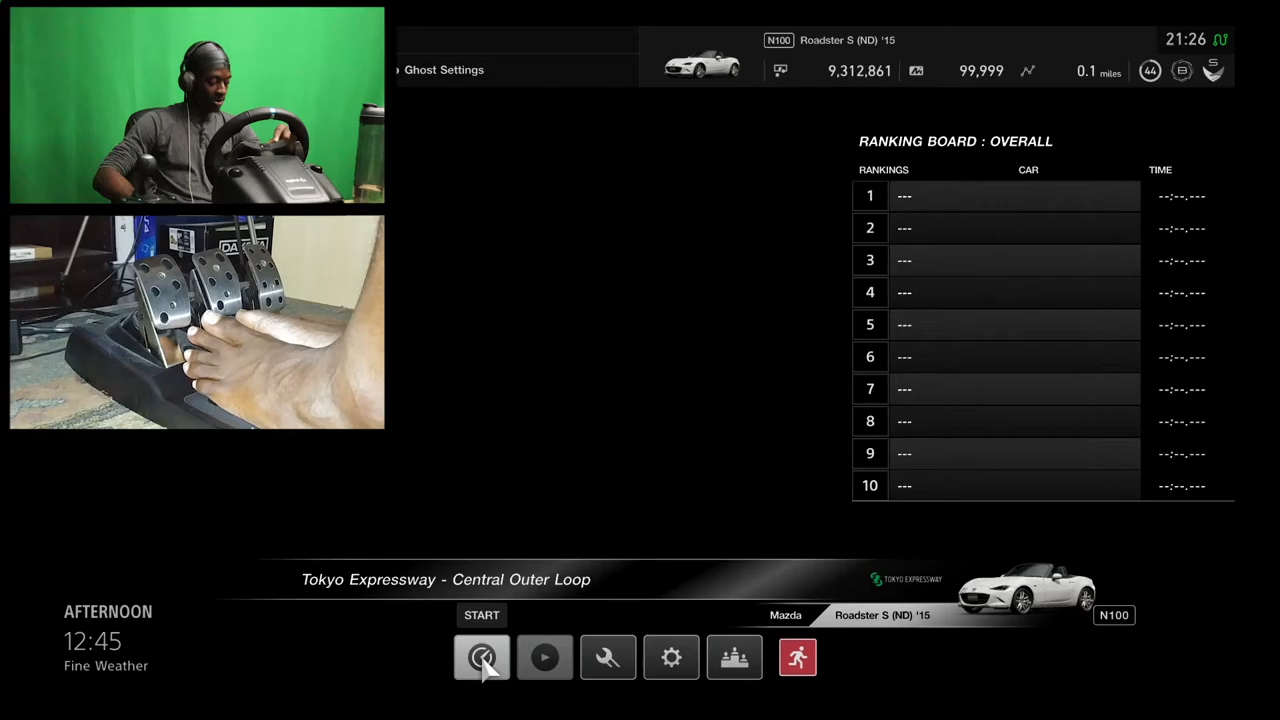 Ghost Settings
N100 Roadster S (ND) '15
21:26
9,312,861
99,999
0.1 miles
44
B
S
DAKOTA
RANKING BOARD : OVERALL
RANKINGS CAR TIME
1 --- --:--.---
2 --- --:--.---
3 --- --:--.---
4 --- --:--.---
5 --- --:--.---
6 --- --:--.---
7 --- --:--.---
8 --- --:--.---
9 --- --:--.---
10 --- --:--.---
Tokyo Expressway - Central Outer Loop
TOKYO EXPRESSWAY
AFTERNOON
12:45
Fine Weather
START
Mazda Roadster S (ND) '15
N100